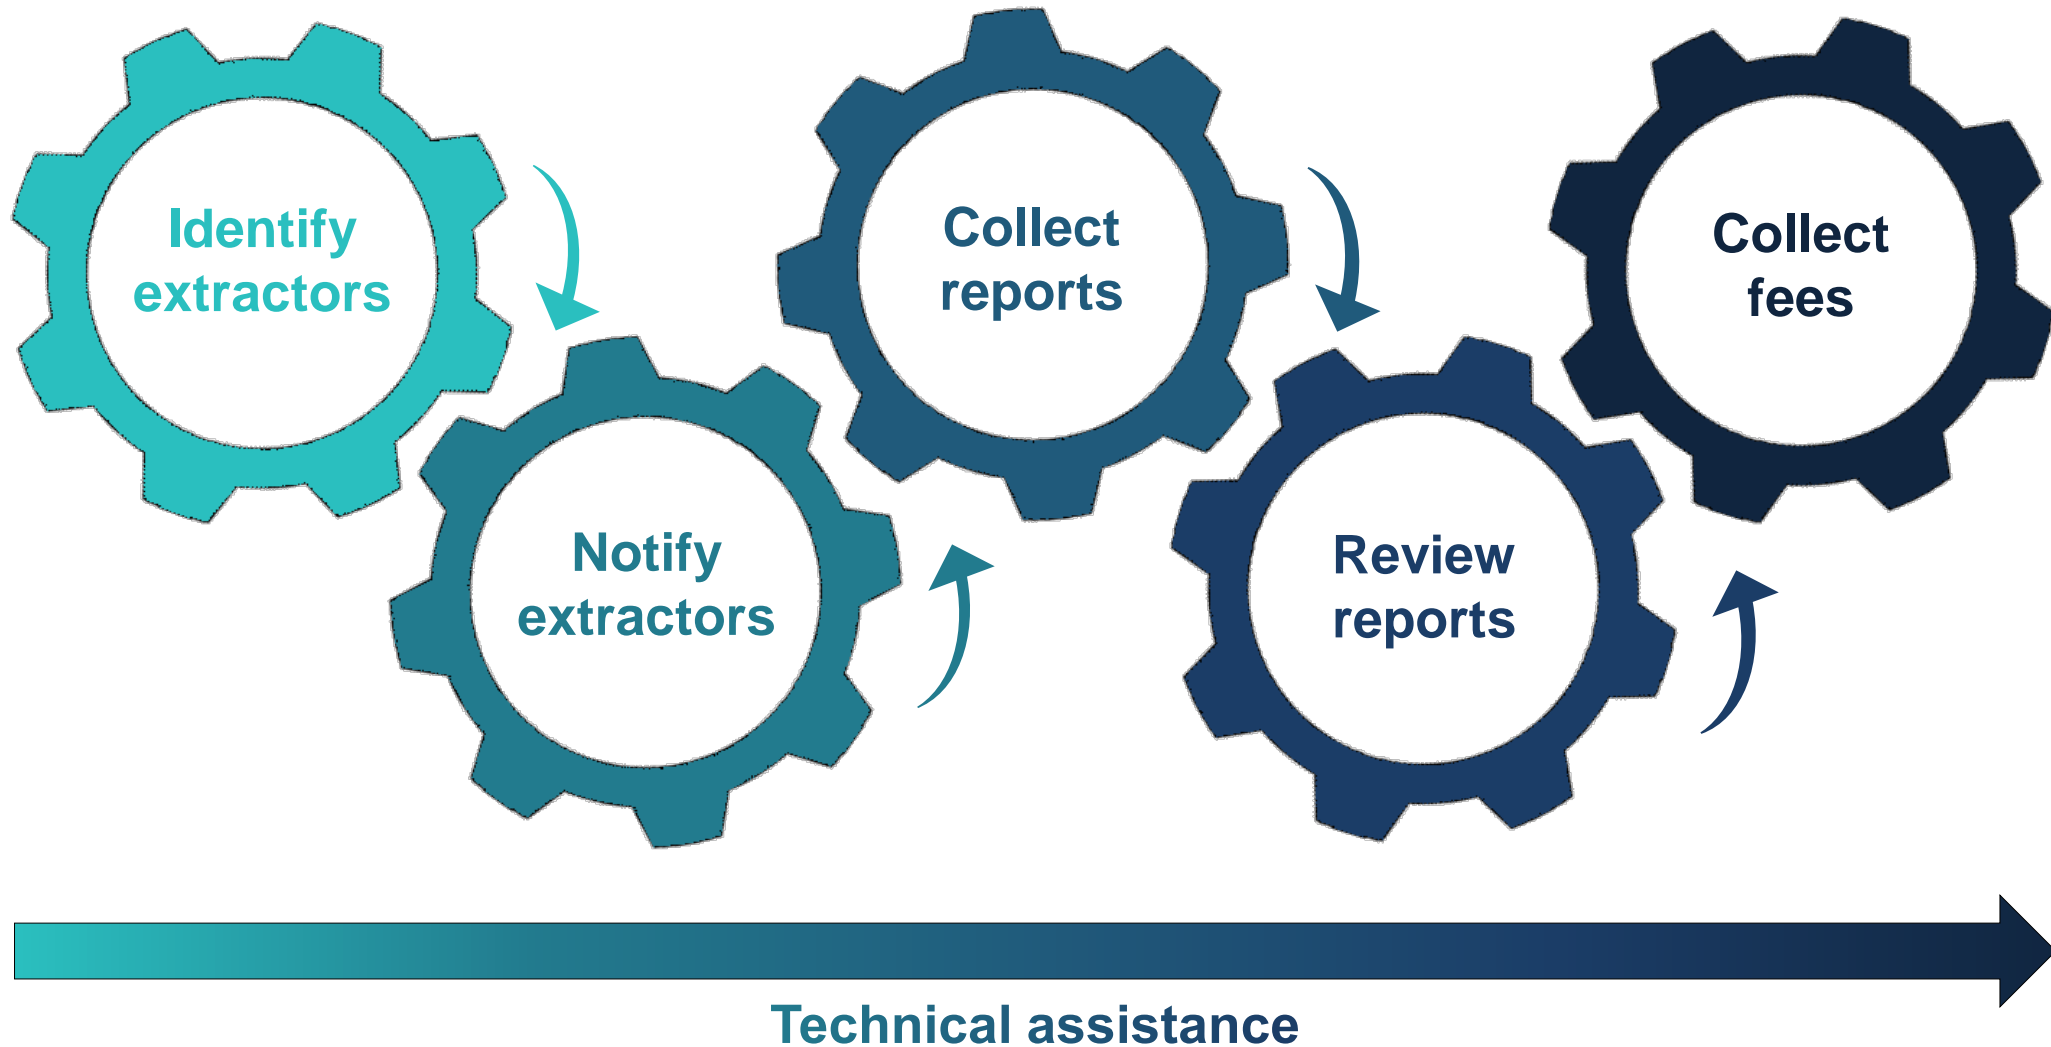 Identify
extractors
Notify
extractors
Collect
reports
Review
reports
Collect
fees
Technical assistance